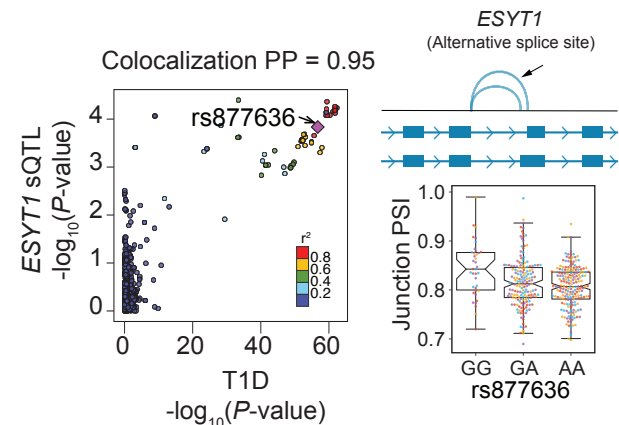 Colocalization PP = 0.95
ESYT1 sQTL
-log10(P-value)
4
3
2
1
0
rs877636
r2
0.8
0.6
0.4
0.2
0 20 40 60
T1D
-log10(P-value)
ESYT1
(Alternative splice site)
Junction PSI
1.0
0.9
0.8
0.7
GG GA AA
rs877636